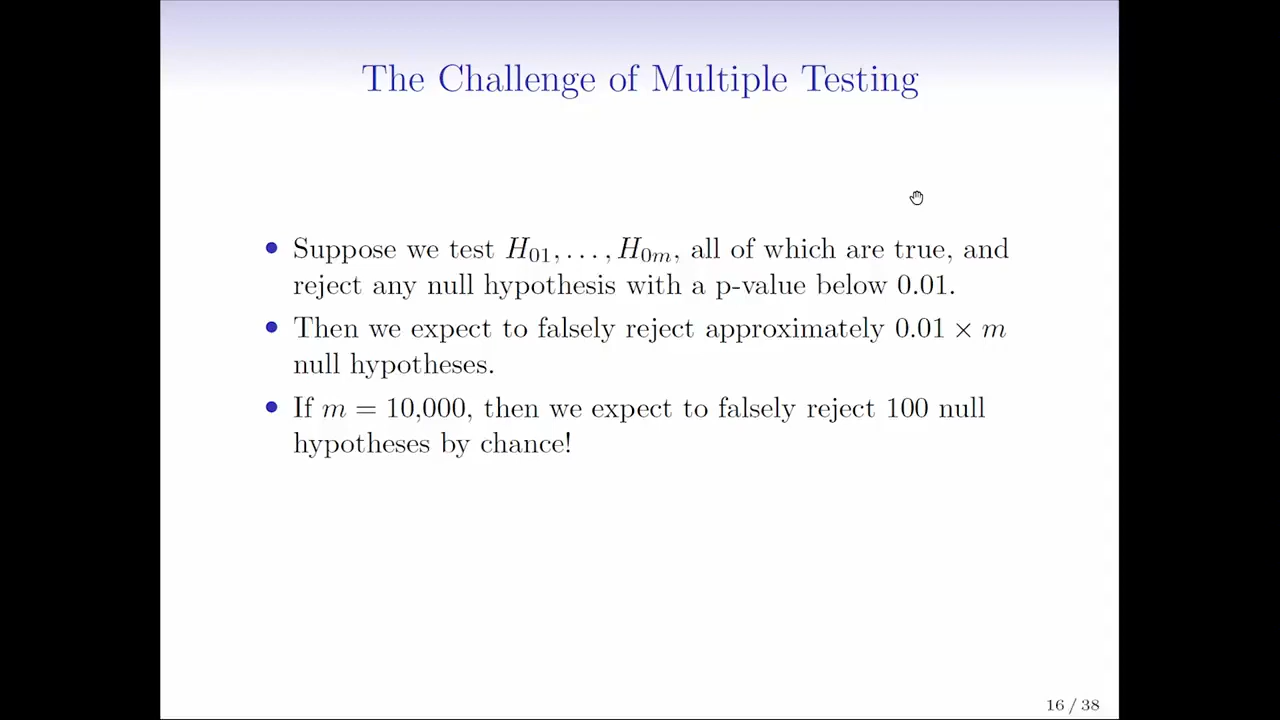 The Challenge of Multiple Testing
• Suppose we test H₀₁, . . . , H₀ₘ, all of which are true, and
reject any null hypothesis with a p-value below 0.01.
• Then we expect to falsely reject approximately 0.01 × m
null hypotheses.
• If m = 10,000, then we expect to falsely reject 100 null
hypotheses by chance!
16 / 38